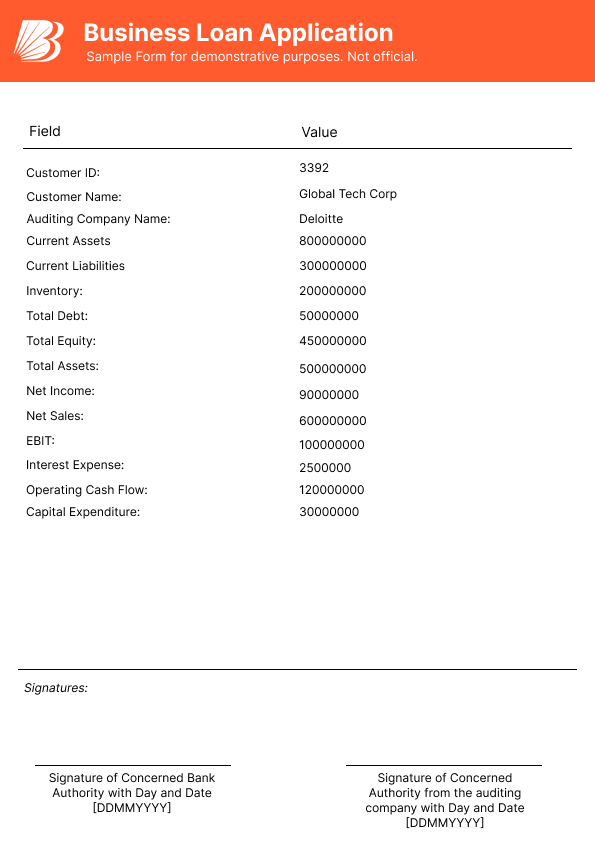 Business Loan Application
Sample Form for demonstrative purposes. Not official.
Field Value
Customer ID: 3392
Customer Name: Global Tech Corp
Auditing Company Name: Deloitte
Current Assets 800000000
Current Liabilities 300000000
Inventory: 200000000
Total Debt: 50000000
Total Equity: 450000000
Total Assets: 500000000
Net Income: 90000000
Net Sales: 600000000
EBIT: 100000000
Interest Expense: 2500000
Operating Cash Flow: 120000000
Capital Expenditure: 30000000
Signatures:
Signature of Concerned Bank
Authority with Day and Date
[DDMMYYYY]
Signature of Concerned
Authority from the auditing
company with Day and Date
[DDMMYYYY]